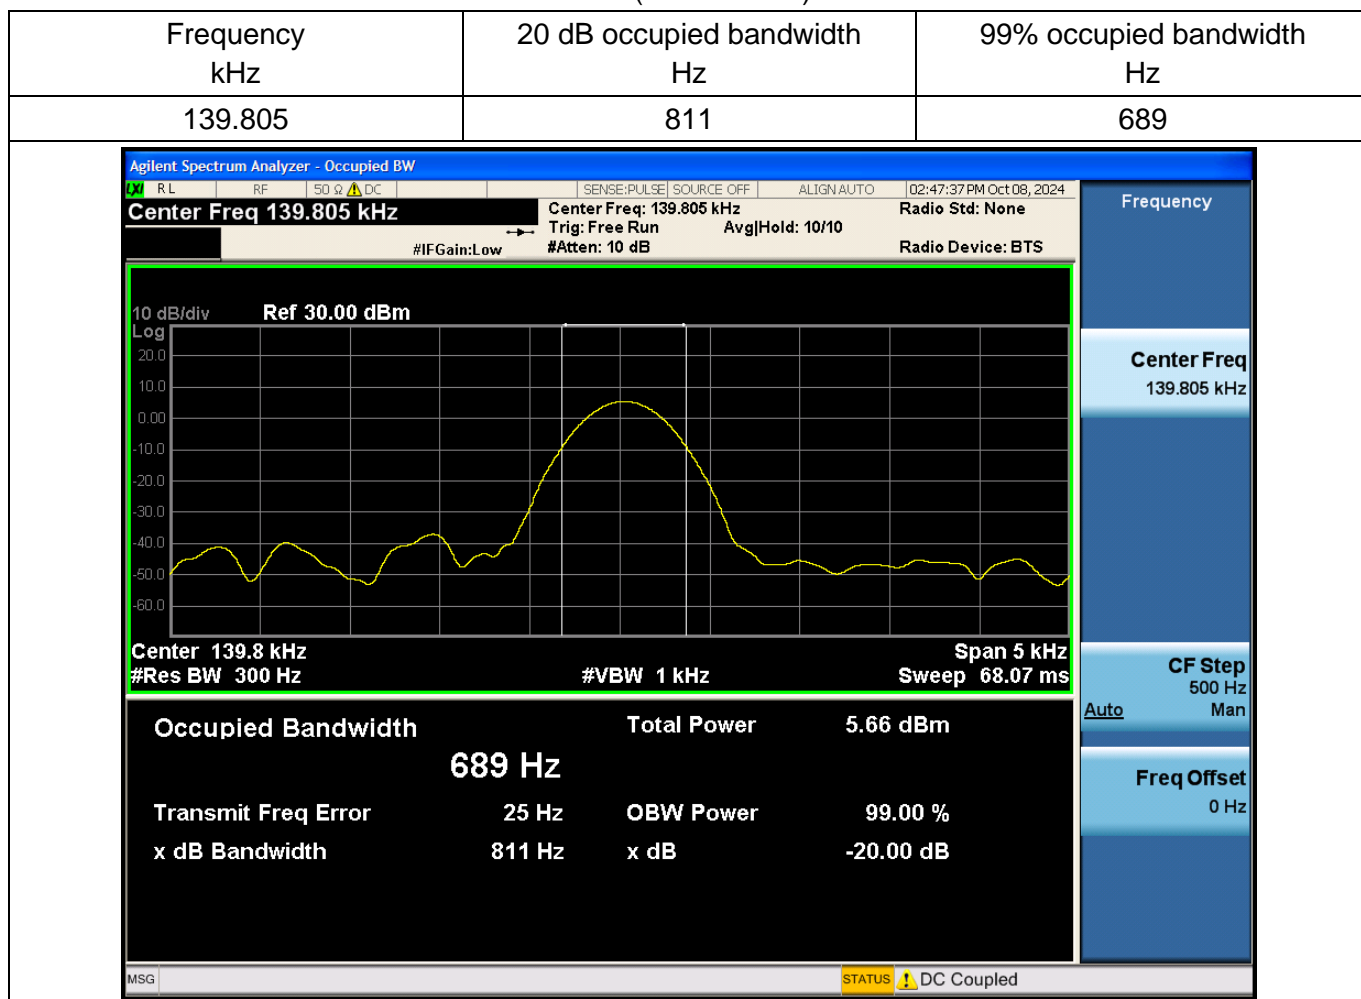 Frequency
kHz
20 dB occupied bandwidth
Hz
99% occupied bandwidth
Hz
139.805
811
689
Agilent Spectrum Analyzer - Occupied BW
LXI RL RF 50 Ω DC SENSE:PULSE SOURCE OFF ALIGN AUTO 02:47:37 PM Oct 08, 2024
Center Freq 139.805 kHz
Center Freq: 139.805 kHz
Radio Std: None
Trig: Free Run Avg|Hold: 10/10
#IFGain:Low
#Atten: 10 dB
Radio Device: BTS
10 dB/div Ref 30.00 dBm
Log
20.0
10.0
0.00
-10.0
-20.0
-30.0
-40.0
-50.0
-60.0
Center 139.8 kHz Span 5 kHz
#Res BW 300 Hz #VBW 1 kHz Sweep 68.07 ms
Occupied Bandwidth Total Power 5.66 dBm
689 Hz
Transmit Freq Error 25 Hz OBW Power 99.00 %
x dB Bandwidth 811 Hz x dB -20.00 dB
Frequency
Center Freq
139.805 kHz
CF Step
500 Hz
Auto Man
Freq Offset
0 Hz
MSG STATUS DC Coupled